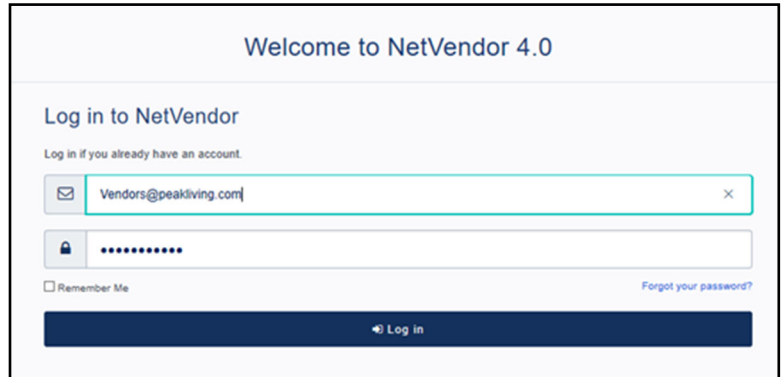 Welcome to NetVendor 4.0
Log in to NetVendor
Log in if you already have an account.
Vendors@peakliving.com
•••••••••••
Remember Me
Forgot your password?
Log in